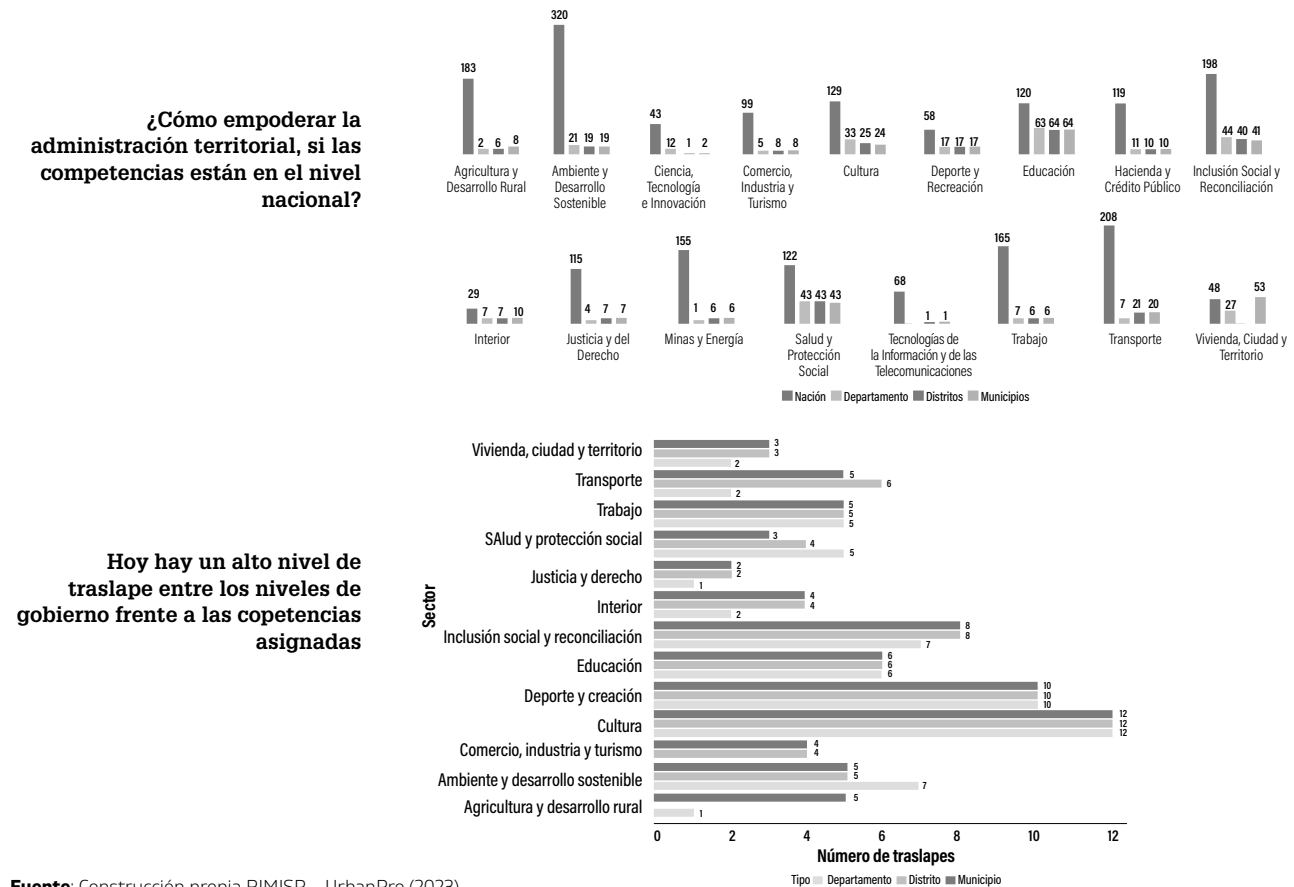 ¿Cómo empoderar la
administración territorial, si las
competencias están en el nivel
nacional?
183 2 6 8
Agricultura y
Desarrollo Rural
320 21 19 19
Ambiente y
Desarrollo
Sostenible
43 12 1 2
Ciencia,
Tecnología
e Innovación
99 5 8 8
Comercio,
Industria y
Turismo
129 33 25 24
Cultura
58 17 17 17
Deporte y
Recreación
120 63 64 64
Educación
119 11 10 10
Hacienda y
Crédito Público
198 44 40 41
Inclusión Social y
Reconciliación
29 7 7 10
Interior
115 4 7 7
Justicia y del
Derecho
155 1 6 6
Minas y Energía
122 43 43 43
Salud y
Protección
Social
68 1 1
Tecnologías de
la Información y de las
Telecomunicaciones
165 7 6 6
Trabajo
208 7 21 20
Transporte
48 27 53
Vivienda, Ciudad y
Territorio
Nación Departamento Distritos Municipios
Hoy hay un alto nivel de
traslape entre los niveles de
gobierno frente a las copetencias
asignadas
Sector
Vivienda, ciudad y territorio 3 3 2
Transporte 5 6 2
Trabajo 5 5 5
SAlud y protección social 3 4 5
Justicia y derecho 2 2 1
Interior 4 4 2
Inclusión social y reconciliación 8 8 7
Educación 6 6 6
Deporte y creación 10 10 10
Cultura 12 12 12
Comercio, industria y turismo 4 4
Ambiente y desarrollo sostenible 5 5 7
Agricultura y desarrollo rural 5 1
0 2 4 6 8 10 12
Número de traslapes
Tipo Departamento Distrito Municipio
Fuente: Construcción propia RIMISP – UrbanPro (2023)